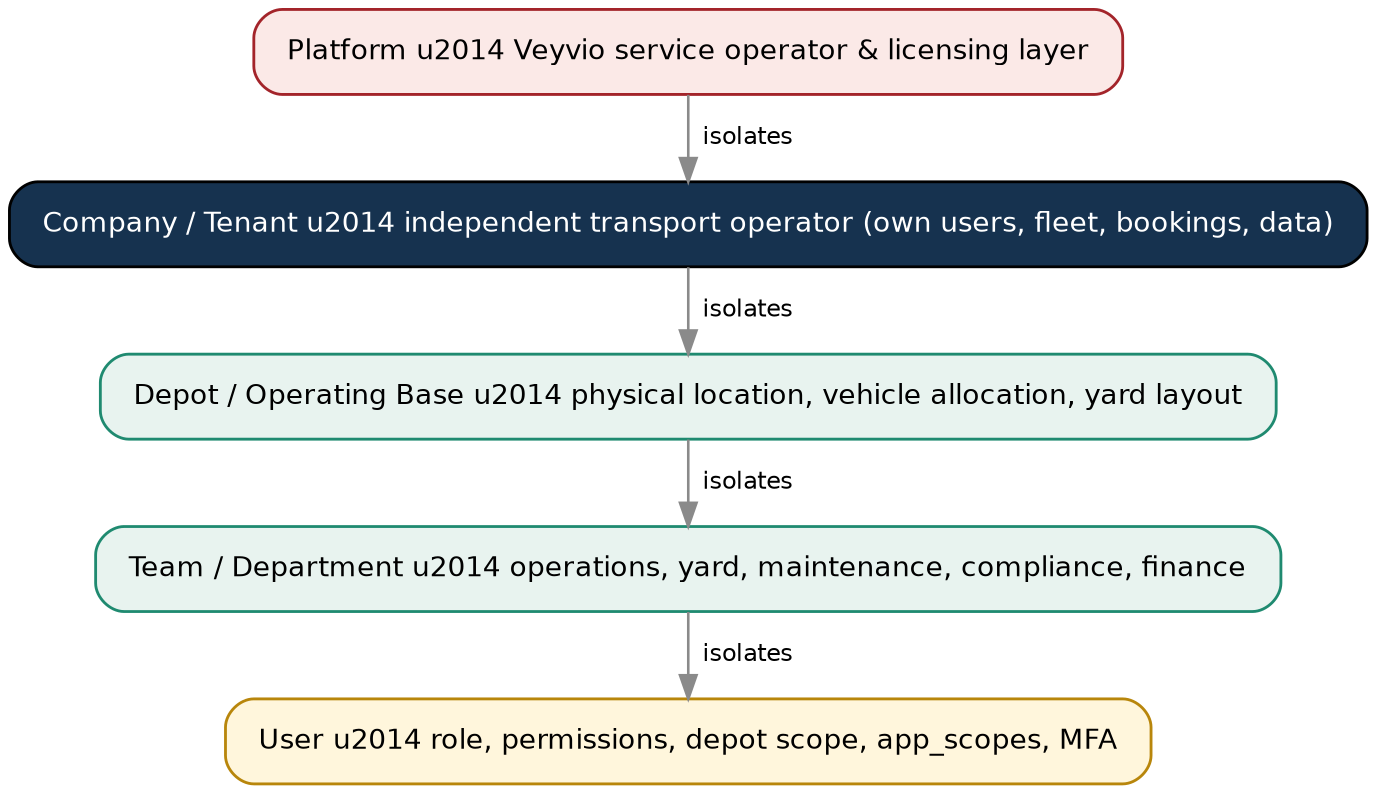 Platform u2014 Veyvio service operator & licensing layer
isolates
Company / Tenant u2014 independent transport operator (own users, fleet, bookings, data)
isolates
Depot / Operating Base u2014 physical location, vehicle allocation, yard layout
isolates
Team / Department u2014 operations, yard, maintenance, compliance, finance
isolates
User u2014 role, permissions, depot scope, app_scopes, MFA